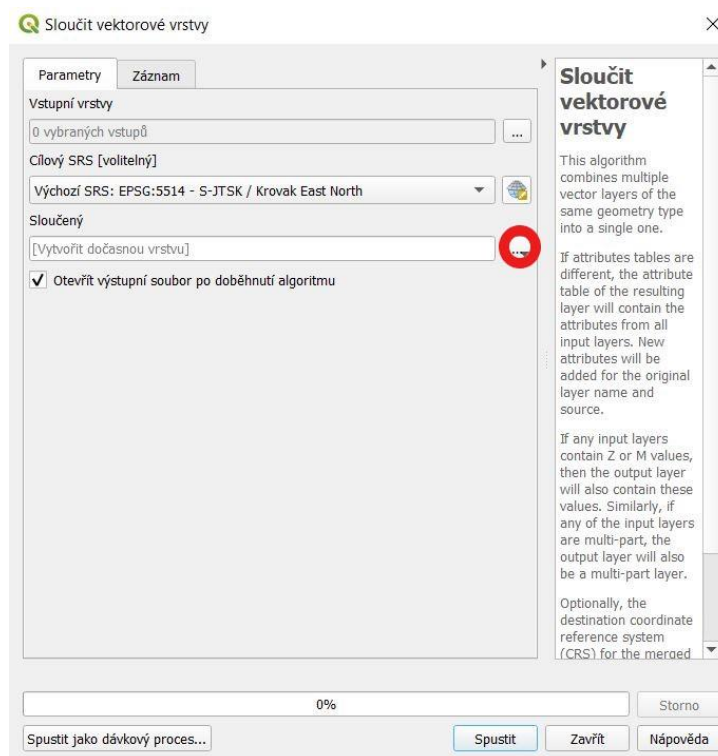 Sloučit vektorové vrstvy
Parametry
Záznam
Vstupní vrstvy
0 vybraných vstupů
...
Cílový SRS [volitelný]
Výchozí SRS: EPSG:5514 - S-JTSK / Krovak East North
Sloučený
[Vytvořit dočasnou vrstvu]
...
Otevřít výstupní soubor po doběhnutí algoritmu
Sloučit
vektorové
vrstvy
This algorithm
combines multiple
vector layers of the
same geometry type
into a single one.
If attributes tables are
different, the attribute
table of the resulting
layer will contain the
attributes from all
input layers. New
attributes will be
added for the original
layer name and
source.
If any input layers
contain Z or M values,
then the output layer
will also contain these
values. Similarly, if
any of the input layers
are multi-part, the
output layer will also
be a multi-part layer.
Optionally, the
destination coordinate
reference system
(CRS) for the merged
0%
Storno
Spustit jako dávkový proces...
Spustit
Zavřít
Nápověda